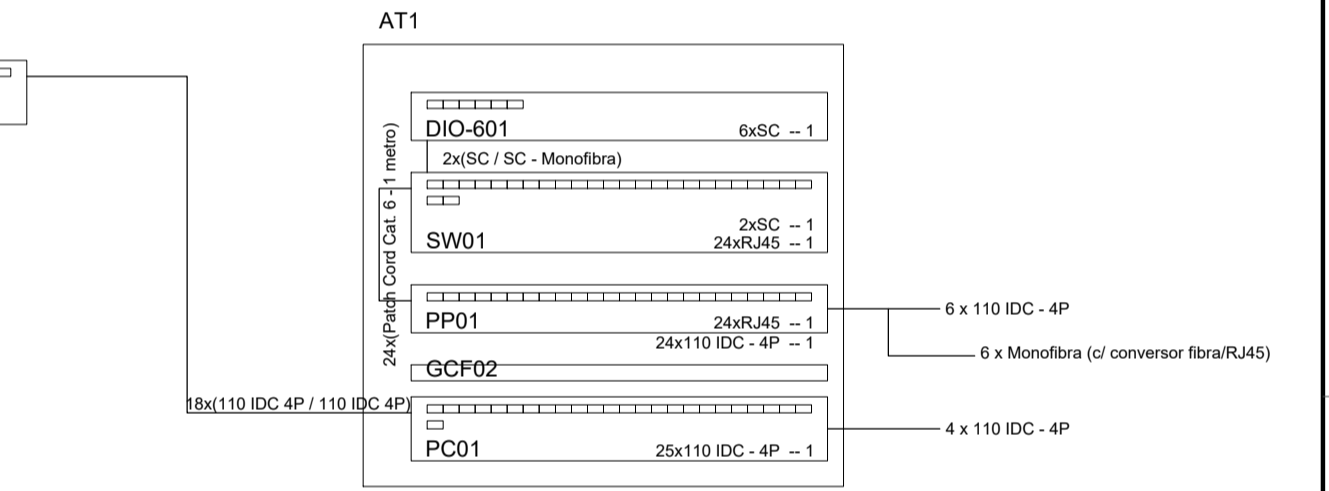 AT1
DIO-601
6xSC -- 1
2x(SC / SC - Monofibra)
24x(Patch Cord Cat. 6 - 1 metro)
2xSC -- 1
SW01
24xRJ45 -- 1
PP01
24xRJ45 -- 1
24x110 IDC - 4P -- 1
6 x 110 IDC - 4P
6 x Monofibra (c/ conversor fibra/RJ45)
GCF02
18x(110 IDC 4P / 110 IDC 4P)
PC01
25x110 IDC - 4P -- 1
4 x 110 IDC - 4P